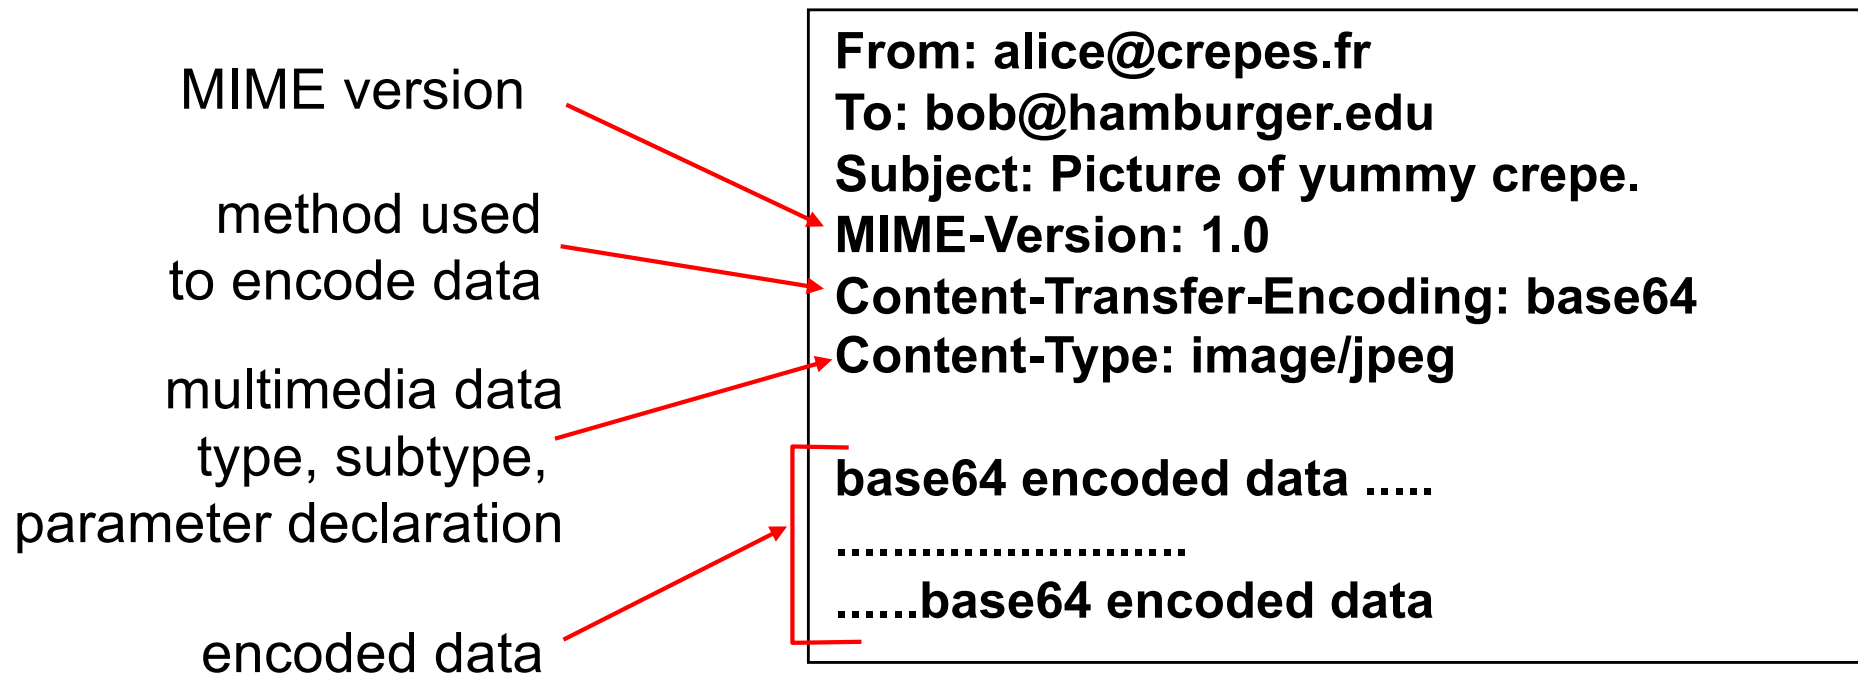 MIME version
method used
to encode data
multimedia data
type, subtype,
parameter declaration
encoded data
From: alice@crepes.fr
To: bob@hamburger.edu
Subject: Picture of yummy crepe.
MIME-Version: 1.0
Content-Transfer-Encoding: base64
Content-Type: image/jpeg
base64 encoded data .....
.........................
......base64 encoded data